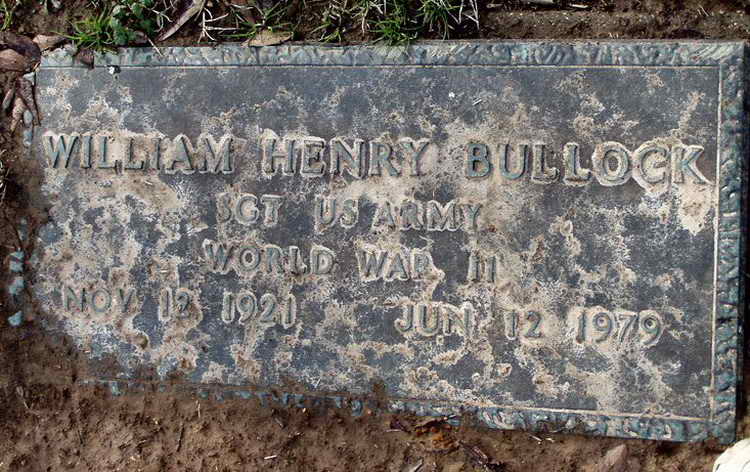 WILLIAM HENRY BULLOCK
SGT US ARMY
WORLD WAR II
NOV 12 1921 JUN 12 1979